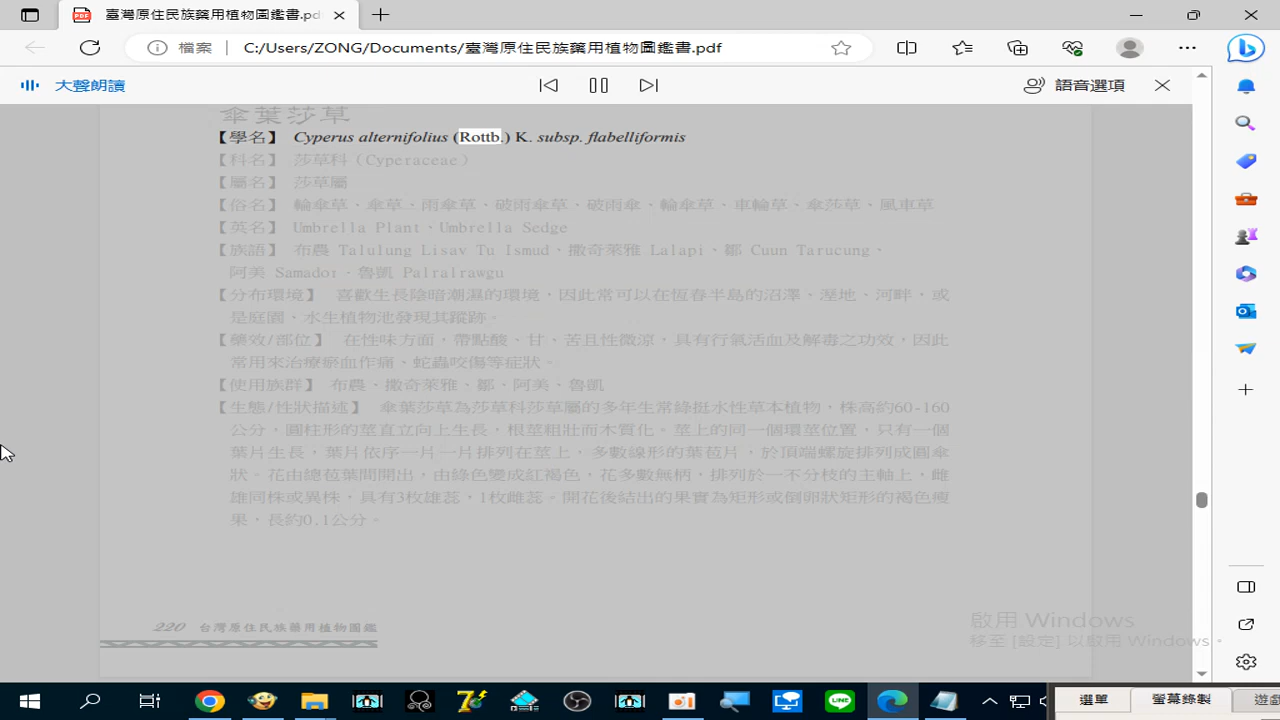 臺灣原住民族藥用植物圖鑑書.pdf
檔案
C:/Users/ZONG/Documents/臺灣原住民族藥用植物圖鑑書.pdf
大聲朗讀
語音選項
傘葉莎草
【學名】 Cyperus alternifolius (Rottb.) K. subsp. flabelliformis
【科名】 莎草科（Cyperaceae）
【屬名】 莎草屬
【俗名】 輪傘草、傘草、雨傘草、破雨傘草、破雨傘、輪傘草、車輪草、傘莎草、風車草
【英名】 Umbrella Plant、Umbrella Sedge
【族語】 布農 Talulung Lisav Tu Ismud、撒奇萊雅 Lalapi、鄒 Cuun Tarucung、
阿美 Samador、魯凱 Palralrawgu
【分布環境】 喜歡生長陰暗潮濕的環境，因此常可以在恆春半島的沼澤、溼地、河畔，或
是庭園、水生植物池發現其蹤跡。
【藥效/部位】 在性味方面，帶點酸、甘、苦且性微涼，具有行氣活血及解毒之功效，因此
常用來治療瘀血作痛、蛇蟲咬傷等症狀。
【使用族群】 布農、撒奇萊雅、鄒、阿美、魯凱
【生態/性狀描述】 傘葉莎草為莎草科莎草屬的多年生常綠挺水性草本植物，株高約60-160
公分，圓柱形的莖直立向上生長，根莖粗壯而木質化。莖上的同一個環莖位置，只有一個
葉片生長，葉片依序一片一片排列在莖上，多數線形的葉苞片，於頂端螺旋排列成圓傘
狀。花由總苞葉間開出，由綠色變成紅褐色，花多數無柄，排列於一不分枝的主軸上，雌
雄同株或異株，具有3枚雄蕊，1枚雌蕊。開花後結出的果實為矩形或倒卵狀矩形的褐色瘦
果，長約0.1公分。
220 台灣原住民族藥用植物圖鑑
啟用 Windows
移至 [設定] 以啟用 Windows。
選單
螢幕錄製